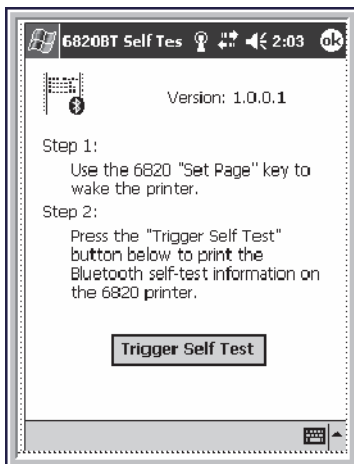 6820BT Self Tes 2:03 ok
Version: 1.0.0.1
Step 1:
Use the 6820 "Set Page" key to
wake the printer.
Step 2:
Press the "Trigger Self Test"
button below to print the
Bluetooth self-test information on
the 6820 printer.
Trigger Self Test